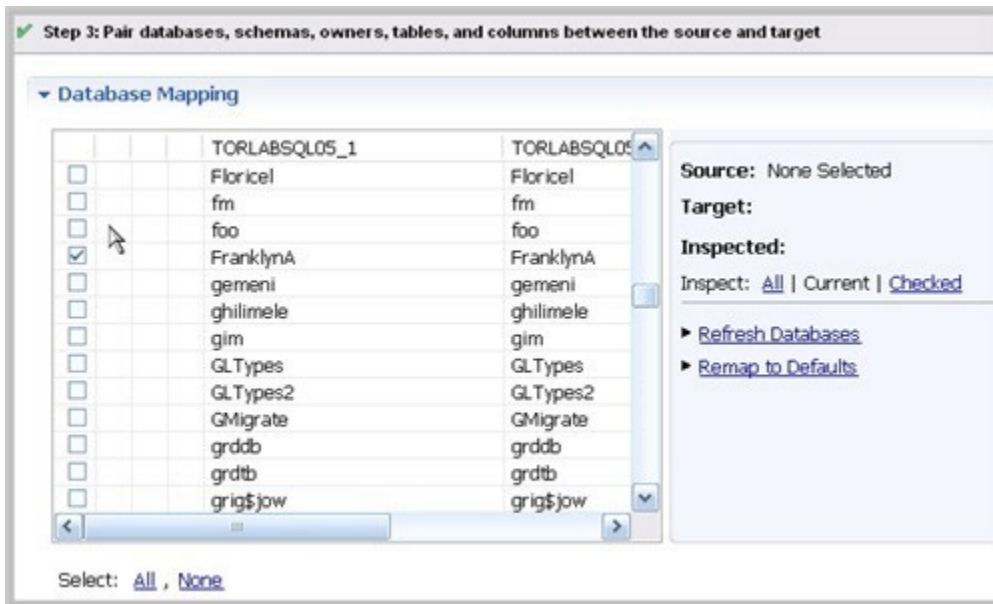 Step 3: Pair databases, schemas, owners, tables, and columns between the source and target
Database Mapping
TORLABSQL05_1 TORLABSQL05
Floricel Floricel
fm fm
foo foo
FranklynA FranklynA
gemeni gemeni
ghilimele ghilimele
gim gim
GLTypes GLTypes
GLTypes2 GLTypes2
GMigrate GMigrate
grddb grddb
grdtb grdtb
grig$jow grig$jow
Select: All , None
Source: None Selected
Target:
Inspected:
Inspect: All | Current | Checked
Refresh Databases
Remap to Defaults